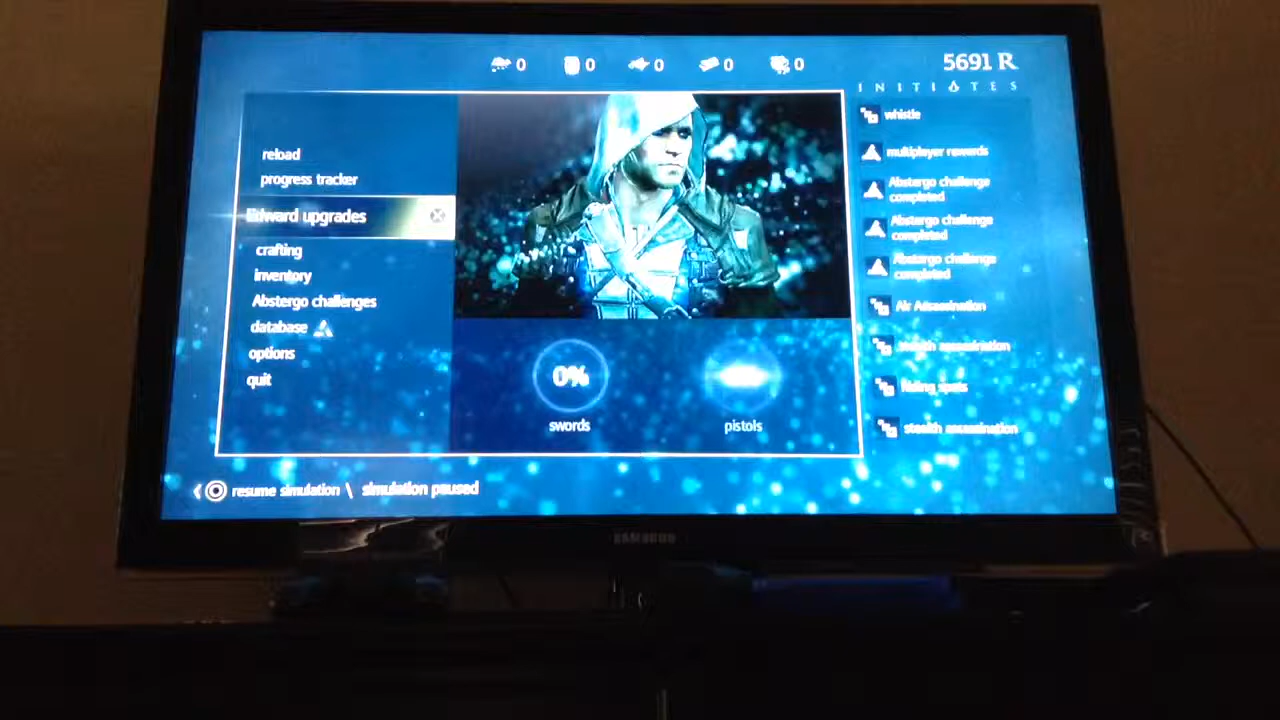 0 0 0 0 0
5691 R
INITIATES
reload
progress tracker
Edward upgrades
crafting
inventory
Abstergo challenges
database
options
quit
swords
0%
pistols
whistle
multiplayer rewards
Abstergo challenge
completed
Abstergo challenge
completed
Abstergo challenge
completed
Air Assassination
stealth assassination
hiding spots
stealth assassination
resume simulation \ simulation paused
SAMSUNG